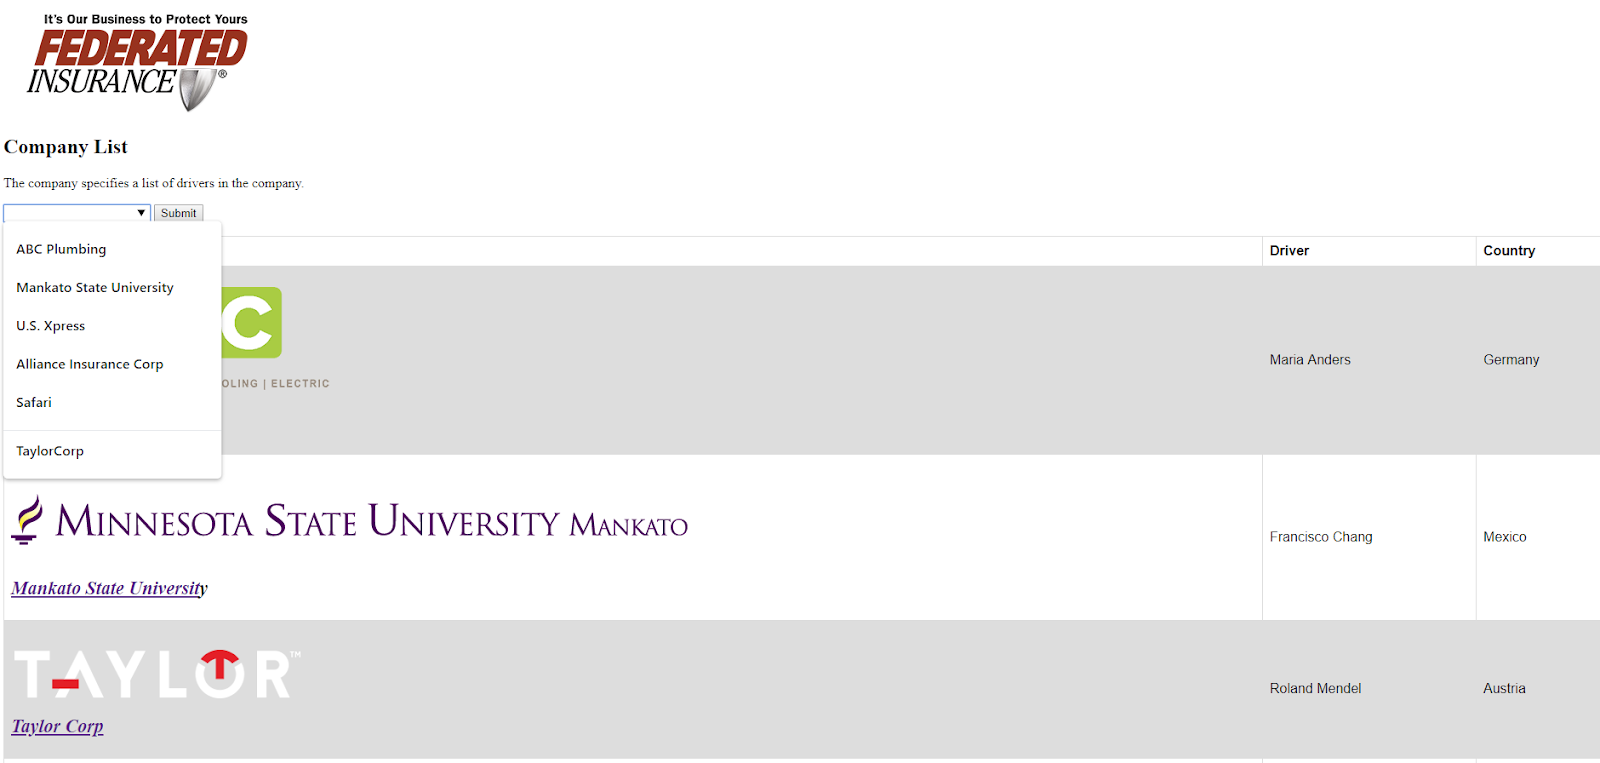 It's Our Business to Protect Yours
FEDERATED
INSURANCE®
Company List
The company specifies a list of drivers in the company.
Submit
ABC Plumbing
Mankato State University
U.S. Xpress
Alliance Insurance Corp
Safari
TaylorCorp
Driver Country
C
OLING | ELECTRIC
Maria Anders Germany
MINNESOTA STATE UNIVERSITY MANKATO
Mankato State University
Francisco Chang Mexico
TAYLOR™
Taylor Corp
Roland Mendel Austria